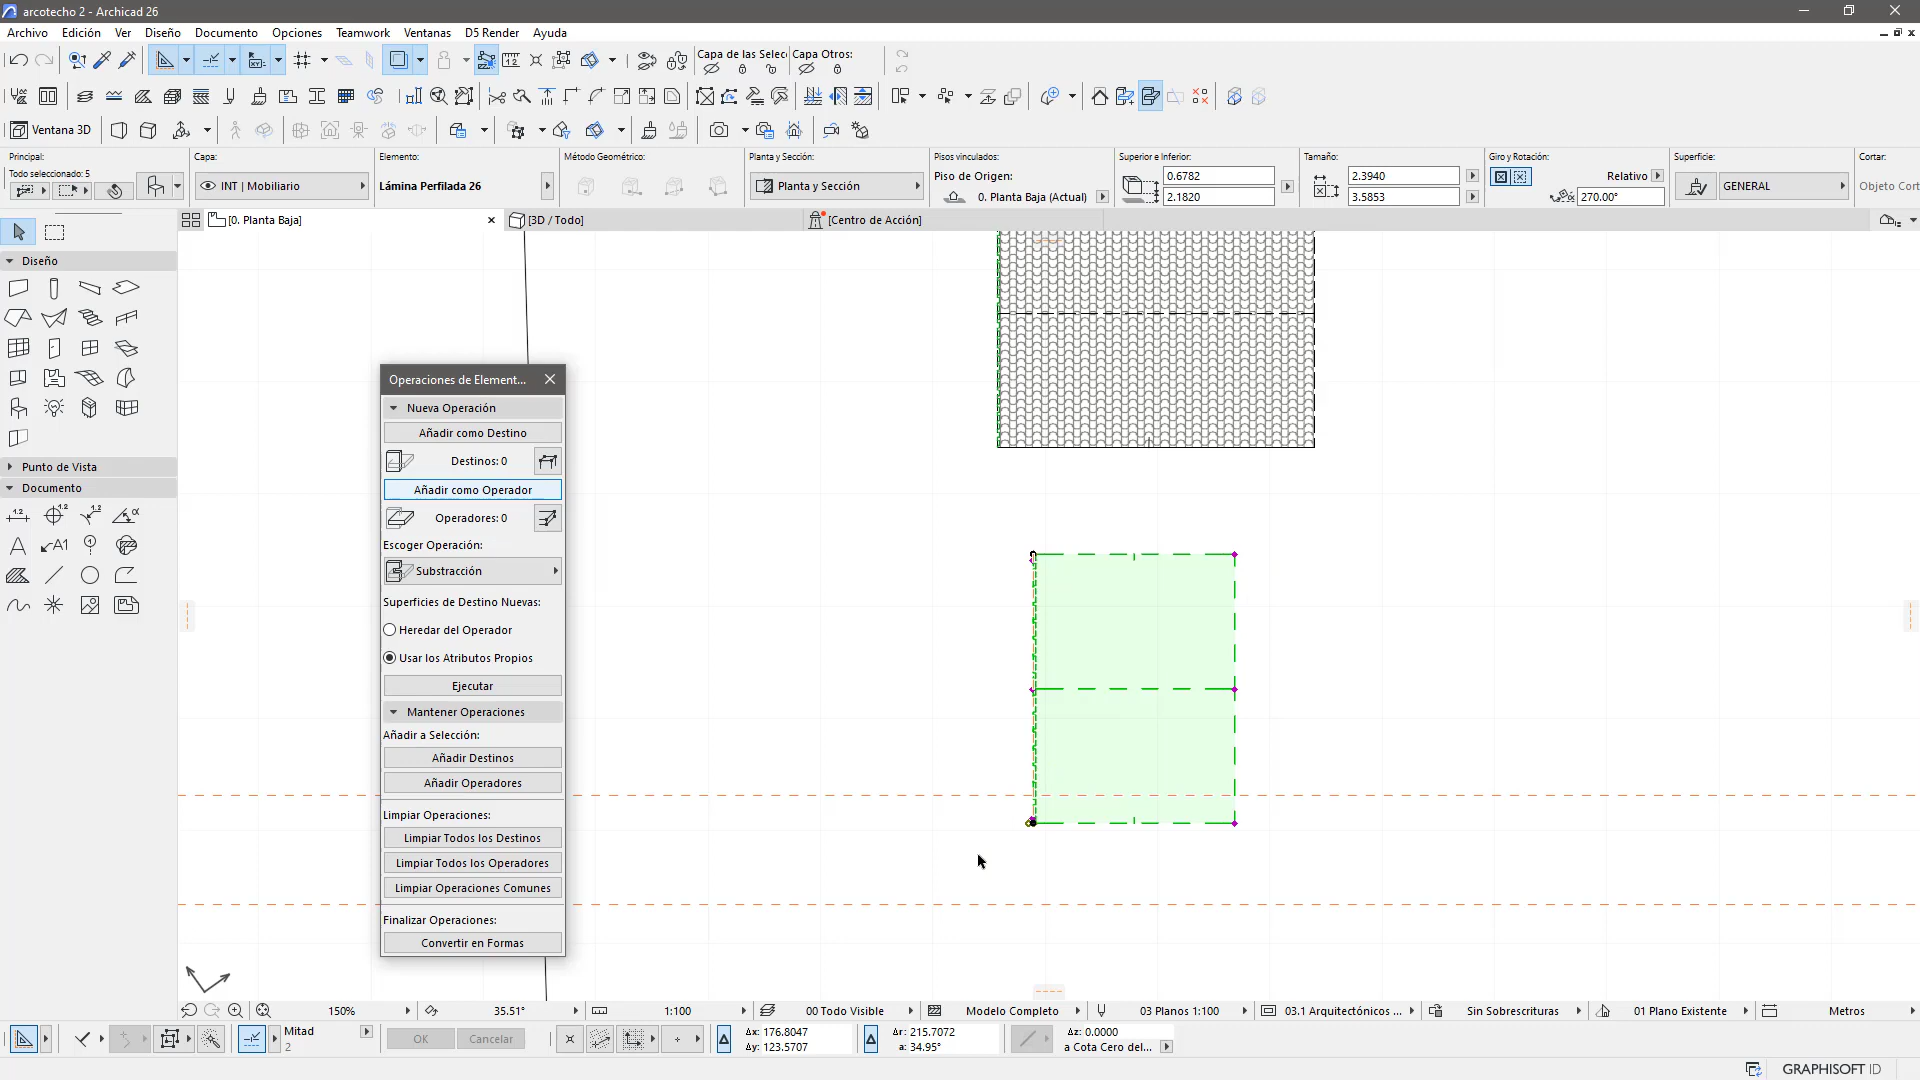 arcotecho 2 - Archicad 26
Archivo Edición Ver Diseño Documento Opciones Teamwork Ventanas D5 Render Ayuda
Capa de las Selec Capa Otros:
Ventana 3D
Principal: Capa: Elemento: Método Geométrico: Planta y Sección: Pisos vinculados: Superior e Inferior: Tamaño: Giro y Rotación: Superficie: Cortar:
Todo seleccionado: 5
Piso de Origen: 0.6782 2.3940 Relativo
INT | Mobiliario Lámina Perfilada 26 Planta y Sección GENERAL Objeto Cort
0. Planta Baja (Actual) 2.1820 3.5853 270.00°
[0. Planta Baja] [3D / Todo] [Centro de Acción]
Diseño
Punto de Vista
Documento
Operaciones de Element...
Nueva Operación
Añadir como Destino
Destinos: 0
Añadir como Operador
Operadores: 0
Escoger Operación:
Substracción
Superficies de Destino Nuevas:
Heredar del Operador
Usar los Atributos Propios
Ejecutar
Mantener Operaciones
Añadir a Selección:
Añadir Destinos
Añadir Operadores
Limpiar Operaciones:
Limpiar Todos los Destinos
Limpiar Todos los Operadores
Limpiar Operaciones Comunes
Finalizar Operaciones:
Convertir en Formas
150% 35.51° 1:100 00 Todo Visible Modelo Completo 03 Planos 1:100 03.1 Arquitectónicos ... Sin Sobrescrituras 01 Plano Existente Metros
Mitad
2
OK Cancelar
Δx: 176.8047 Δr: 215.7072 Δz: 0.0000
Δy: 123.5707 a: 34.95° a Cota Cero del...
GRAPHISOFT ID